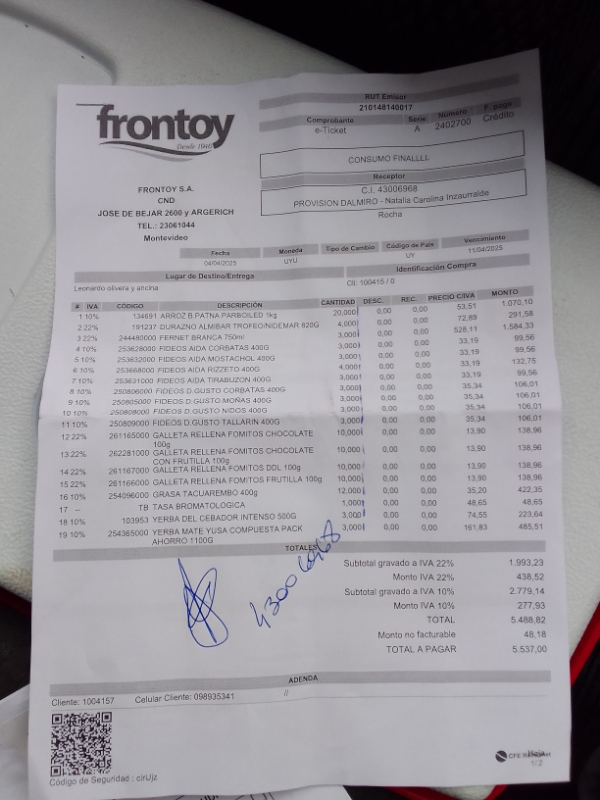 frontoy
Desde 1940
FRONTOY S.A.
CND
JOSE DE BEJAR 2600 y ARGERICH
TEL.: 23061044
Montevideo
RUT Emisor
210148140017
Comprobante Serie Número F. pago
e-Ticket A 2402700 Crédito
CONSUMO FINALLLL
Receptor
C.I. 43006968
PROVISION DALMIRO - Natalia Carolina Inzaurralde
Rocha
Fecha Moneda Tipo de Cambio Código de País Vencimiento
04/04/2025 UYU UY 11/04/2025
Lugar de Destino/Entrega Identificación Compra
Leonardo olivera y ancina Cli: 100415 / 0
# IVA CÓDIGO DESCRIPCIÓN CANTIDAD DESC. REC. PRECIO C/IVA MONTO
1 10% 134691 ARROZ B.PATNA PARBOILED 1kg 20,000 0,00 0,00 53,51 1.070,10
2 22% 191237 DURAZNO ALMIBAR TROFEO/NIDEMAR 820G 4,000 0,00 0,00 72,89 291,58
3 22% 244480000 FERNET BRANCA 750ml 3,000 0,00 0,00 528,11 1.584,33
4 10% 253628000 FIDEOS AIDA CORBATAS 400G 3,000 0,00 0,00 33,19 99,56
5 10% 253632000 FIDEOS AIDA MOSTACHOL 400G 3,000 0,00 0,00 33,19 99,56
6 10% 253668000 FIDEOS AIDA RIZZETO 400G 4,000 0,00 0,00 33,19 132,75
7 10% 253631000 FIDEOS AIDA TIRABUZON 400G 3,000 0,00 0,00 33,19 99,56
8 10% 250806000 FIDEOS D.GUSTO CORBATAS 400G 3,000 0,00 0,00 35,34 106,01
9 10% 250805000 FIDEOS D.GUSTO MOÑAS 400G 3,000 0,00 0,00 35,34 106,01
10 10% 250808000 FIDEOS D.GUSTO NIDOS 400G 3,000 0,00 0,00 35,34 106,01
11 10% 250809000 FIDEOS D.GUSTO TALLARIN 400G 3,000 0,00 0,00 35,34 106,01
12 22% 261165000 GALLETA RELLENA FOMITOS CHOCOLATE 10,000 0,00 0,00 13,90 138,96
100g
13 22% 262281000 GALLETA RELLENA FOMITOS CHOCOLATE 10,000 0,00 0,00 13,90 138,96
CON FRUTILLA 100g
14 22% 261167000 GALLETA RELLENA FOMITOS DDL 100g 10,000 0,00 0,00 13,90 138,96
15 22% 261166000 GALLETA RELLENA FOMITOS FRUTILLA 100g 10,000 0,00 0,00 13,90 138,96
16 10% 254096000 GRASA TACUAREMBO 400g 12,000 0,00 0,00 35,20 422,35
17 -- TB TASA BROMATOLOGICA 1,000 0,00 0,00 48,65 48,65
18 10% 103953 YERBA DEL CEBADOR INTENSO 500G 3,000 0,00 0,00 74,55 223,64
19 10% 254365000 YERBA MATE YUSA COMPUESTA PACK 3,000 0,00 0,00 161,83 485,51
AHORRO 1100G
TOTALES
43006968
Subtotal gravado a IVA 22% 1.993,23
Monto IVA 22% 438,52
Subtotal gravado a IVA 10% 2.779,14
Monto IVA 10% 277,93
TOTAL 5.488,82
Monto no facturable 48,18
TOTAL A PAGAR 5.537,00
ADENDA
Cliente: 1004157 Celular Cliente: 098935341 //
Código de Seguridad : cirUjz
Hoja
1/2